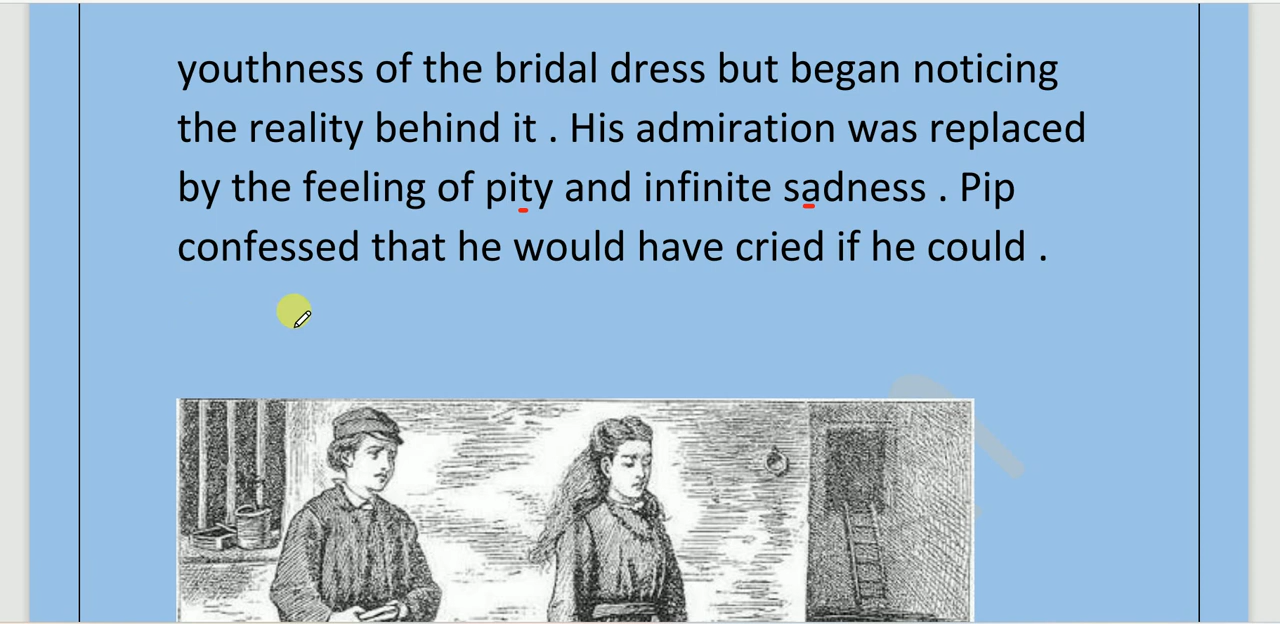 youthness of the bridal dress but began noticing
the reality behind it . His admiration was replaced
by the feeling of pity and infinite sadness . Pip
confessed that he would have cried if he could .